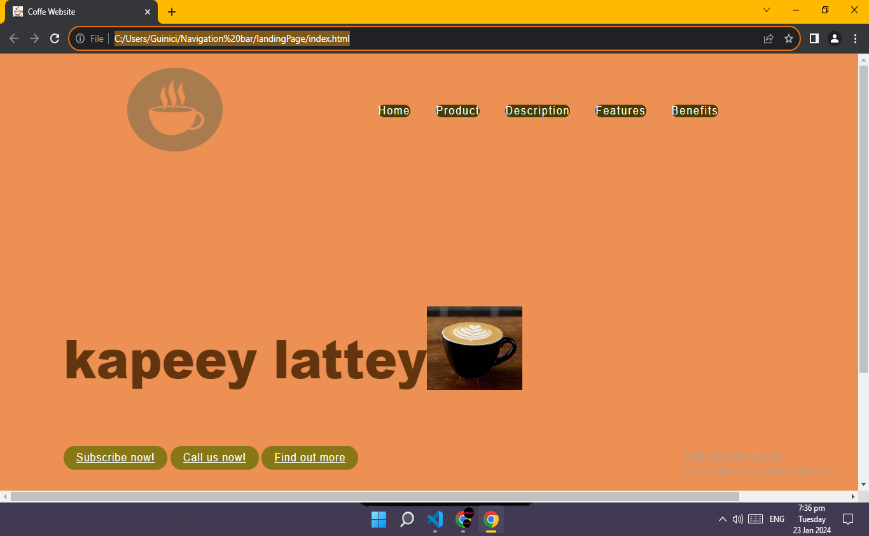 Coffe Website
File
C:/Users/Guinici/Navigation%20bar/landingPage/index.html
Home Product Description Features Benefits
kapeey lattey
Subscribe now! Call us now! Find out more
ENG
7:36 pm
Tuesday
23 Jan 2024